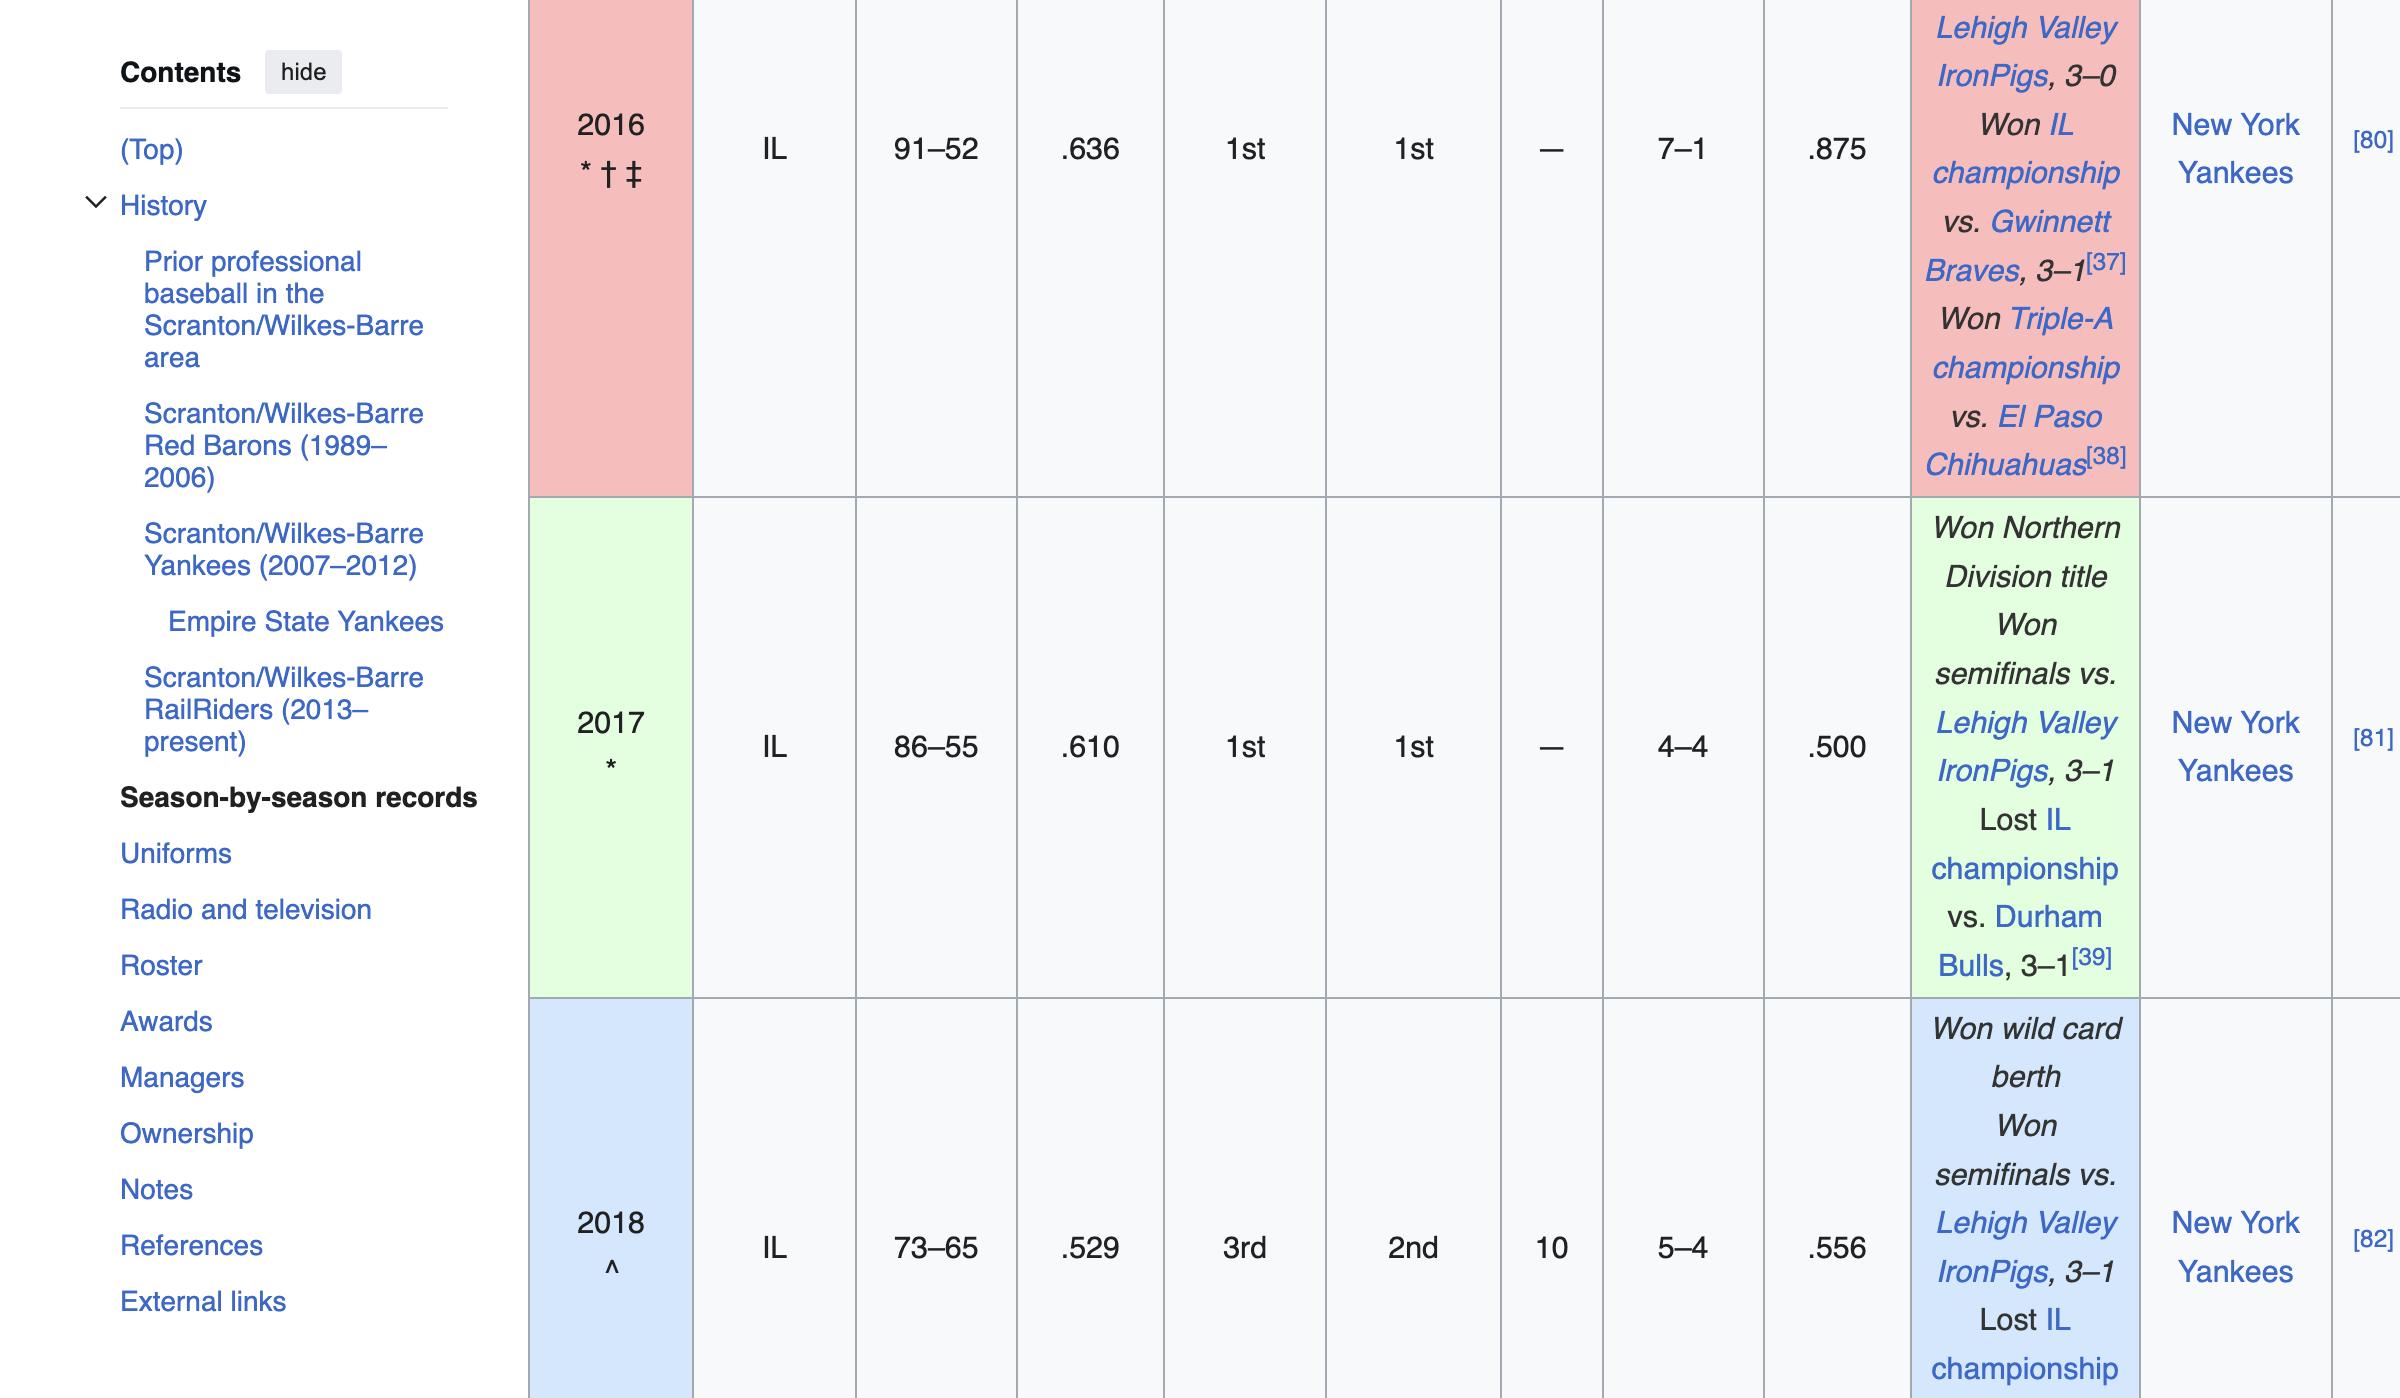 Contents hide
(Top)
History
Prior professional
baseball in the
Scranton/Wilkes-Barre
area
Scranton/Wilkes-Barre
Red Barons (1989–
2006)
Scranton/Wilkes-Barre
Yankees (2007–2012)
Empire State Yankees
Scranton/Wilkes-Barre
RailRiders (2013–
present)
Season-by-season records
Uniforms
Radio and television
Roster
Awards
Managers
Ownership
Notes
References
External links
2016
* † ‡
IL
91–52
.636
1st
1st
—
7–1
.875
Lehigh Valley
IronPigs, 3–0
Won IL
championship
vs. Gwinnett
Braves, 3–1[37]
Won Triple-A
championship
vs. El Paso
Chihuahuas[38]
New York
Yankees
[80]
2017
*
IL
86–55
.610
1st
1st
—
4–4
.500
Won Northern
Division title
Won
semifinals vs.
Lehigh Valley
IronPigs, 3–1
Lost IL
championship
vs. Durham
Bulls, 3–1[39]
New York
Yankees
[81]
2018
^
IL
73–65
.529
3rd
2nd
10
5–4
.556
Won wild card
berth
Won
semifinals vs.
Lehigh Valley
IronPigs, 3–1
Lost IL
championship
New York
Yankees
[82]